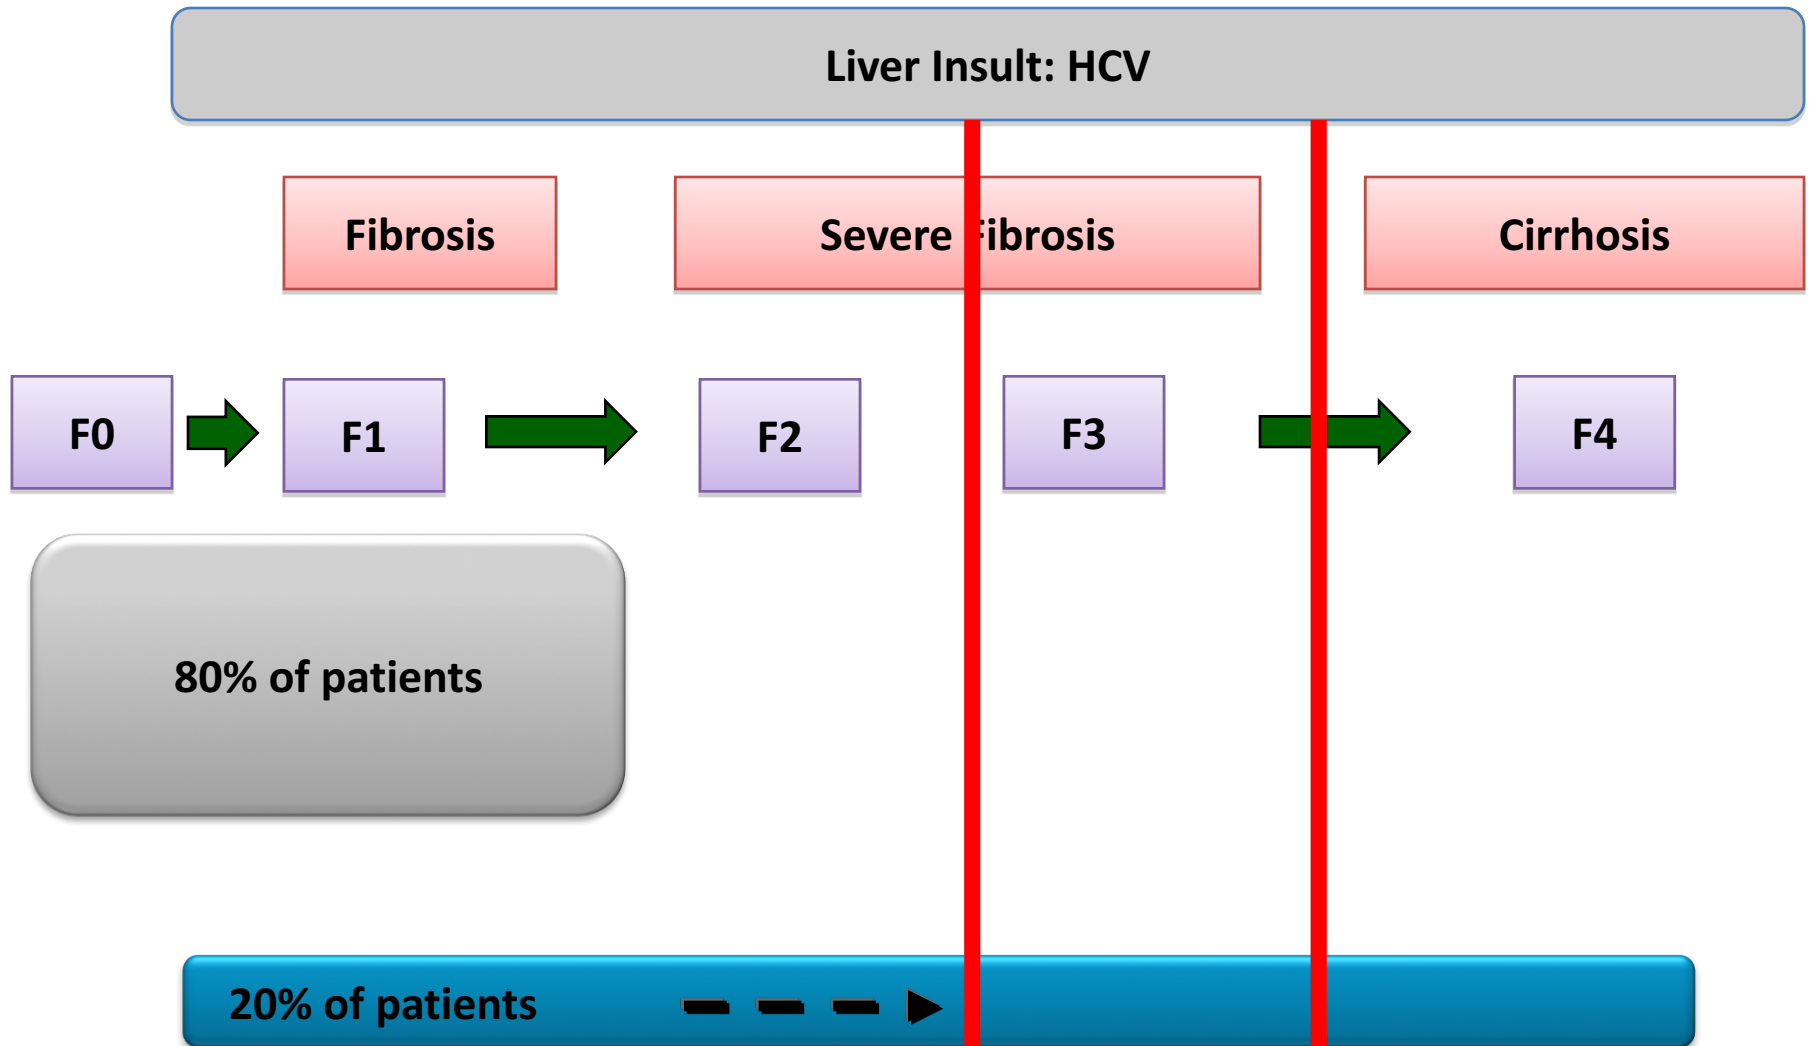 Liver Insult: HCV
Fibrosis
Severe Fibrosis
Cirrhosis
F0
F1
F2
F3
F4
80% of patients
20% of patients